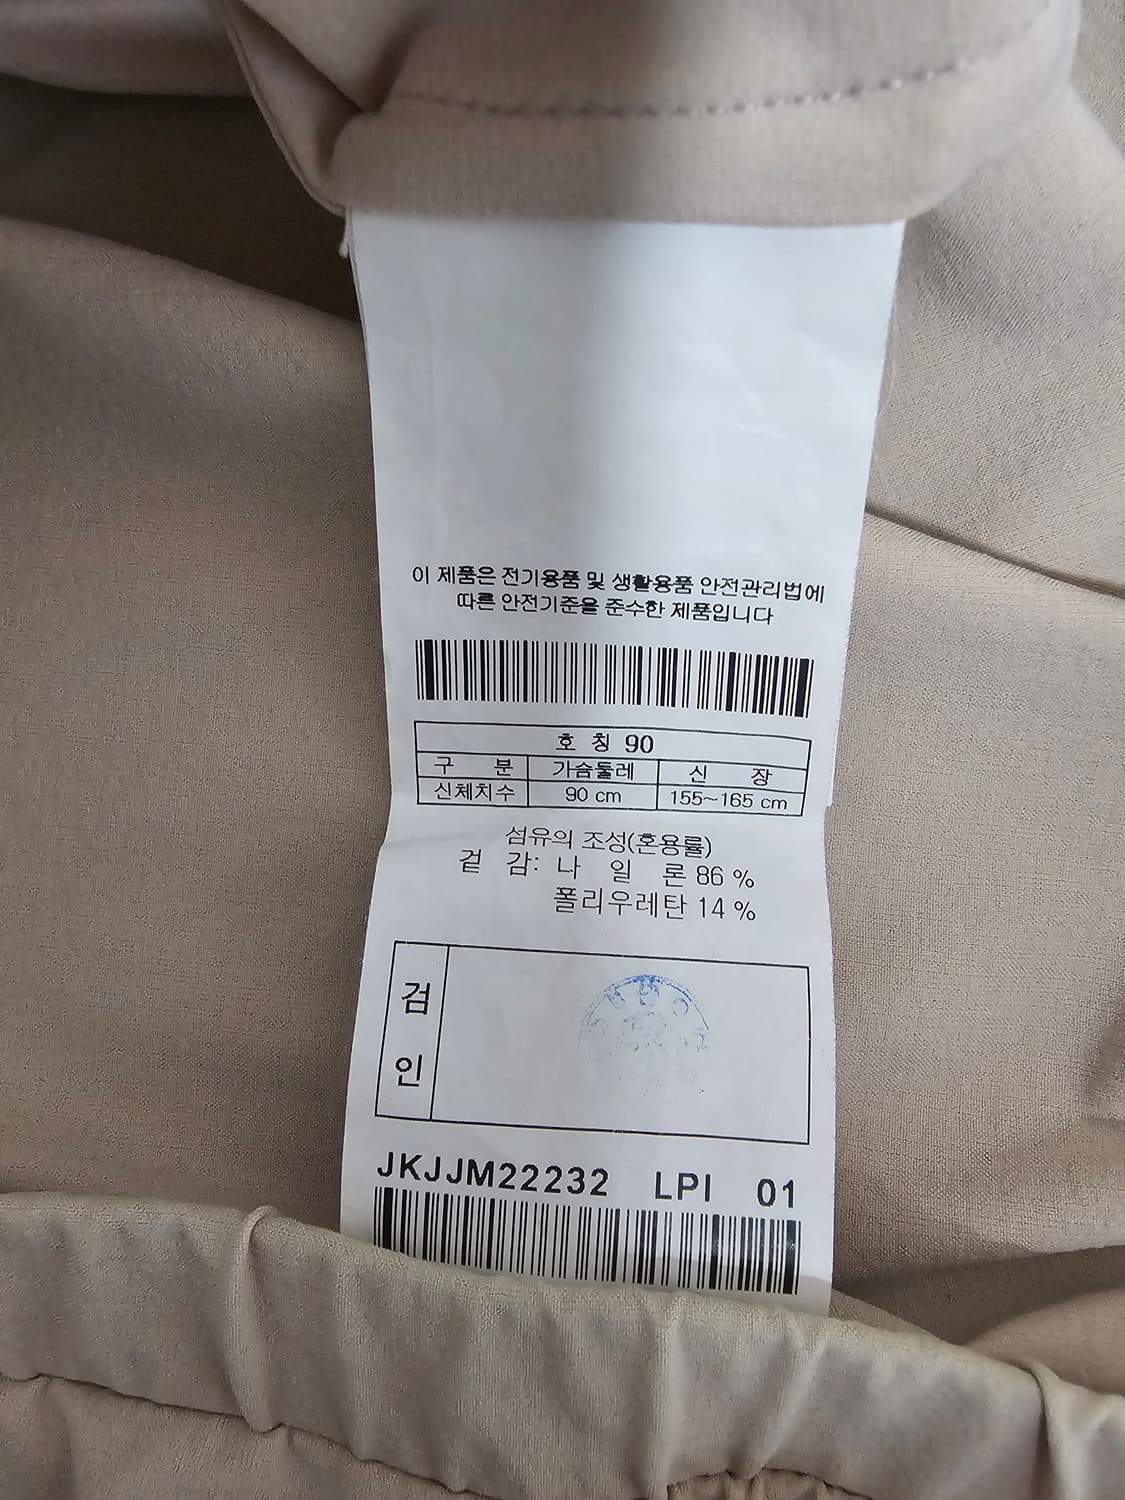 이 제품은 전기용품 및 생활용품 안전관리법에
따른 안전기준을 준수한 제품입니다
호 칭 90
구 분 가슴둘레 신 장
신체치수 90 cm 155~165 cm
섬유의 조성(혼용률)
겉 감: 나 일 론 86 %
폴리우레탄 14 %
검
인
JKJJM22232 LPI 01